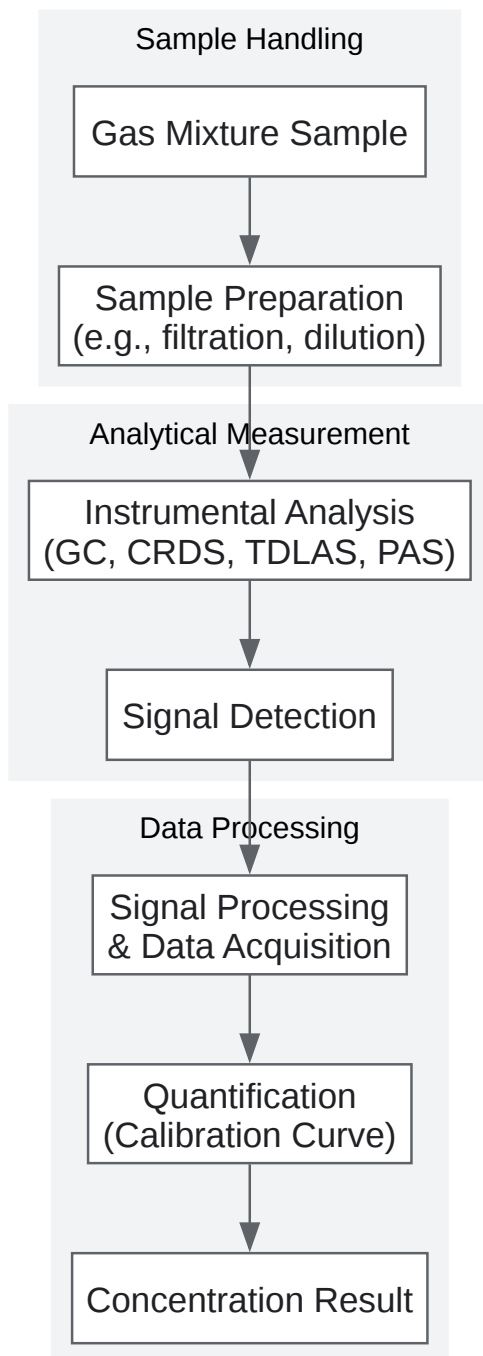 Sample Handling
Gas Mixture Sample
Sample Preparation
(e.g., filtration, dilution)
Analytical Measurement
Instrumental Analysis
(GC, CRDS, TDLAS, PAS)
Signal Detection
Data Processing
Signal Processing
& Data Acquisition
Quantification
(Calibration Curve)
Concentration Result